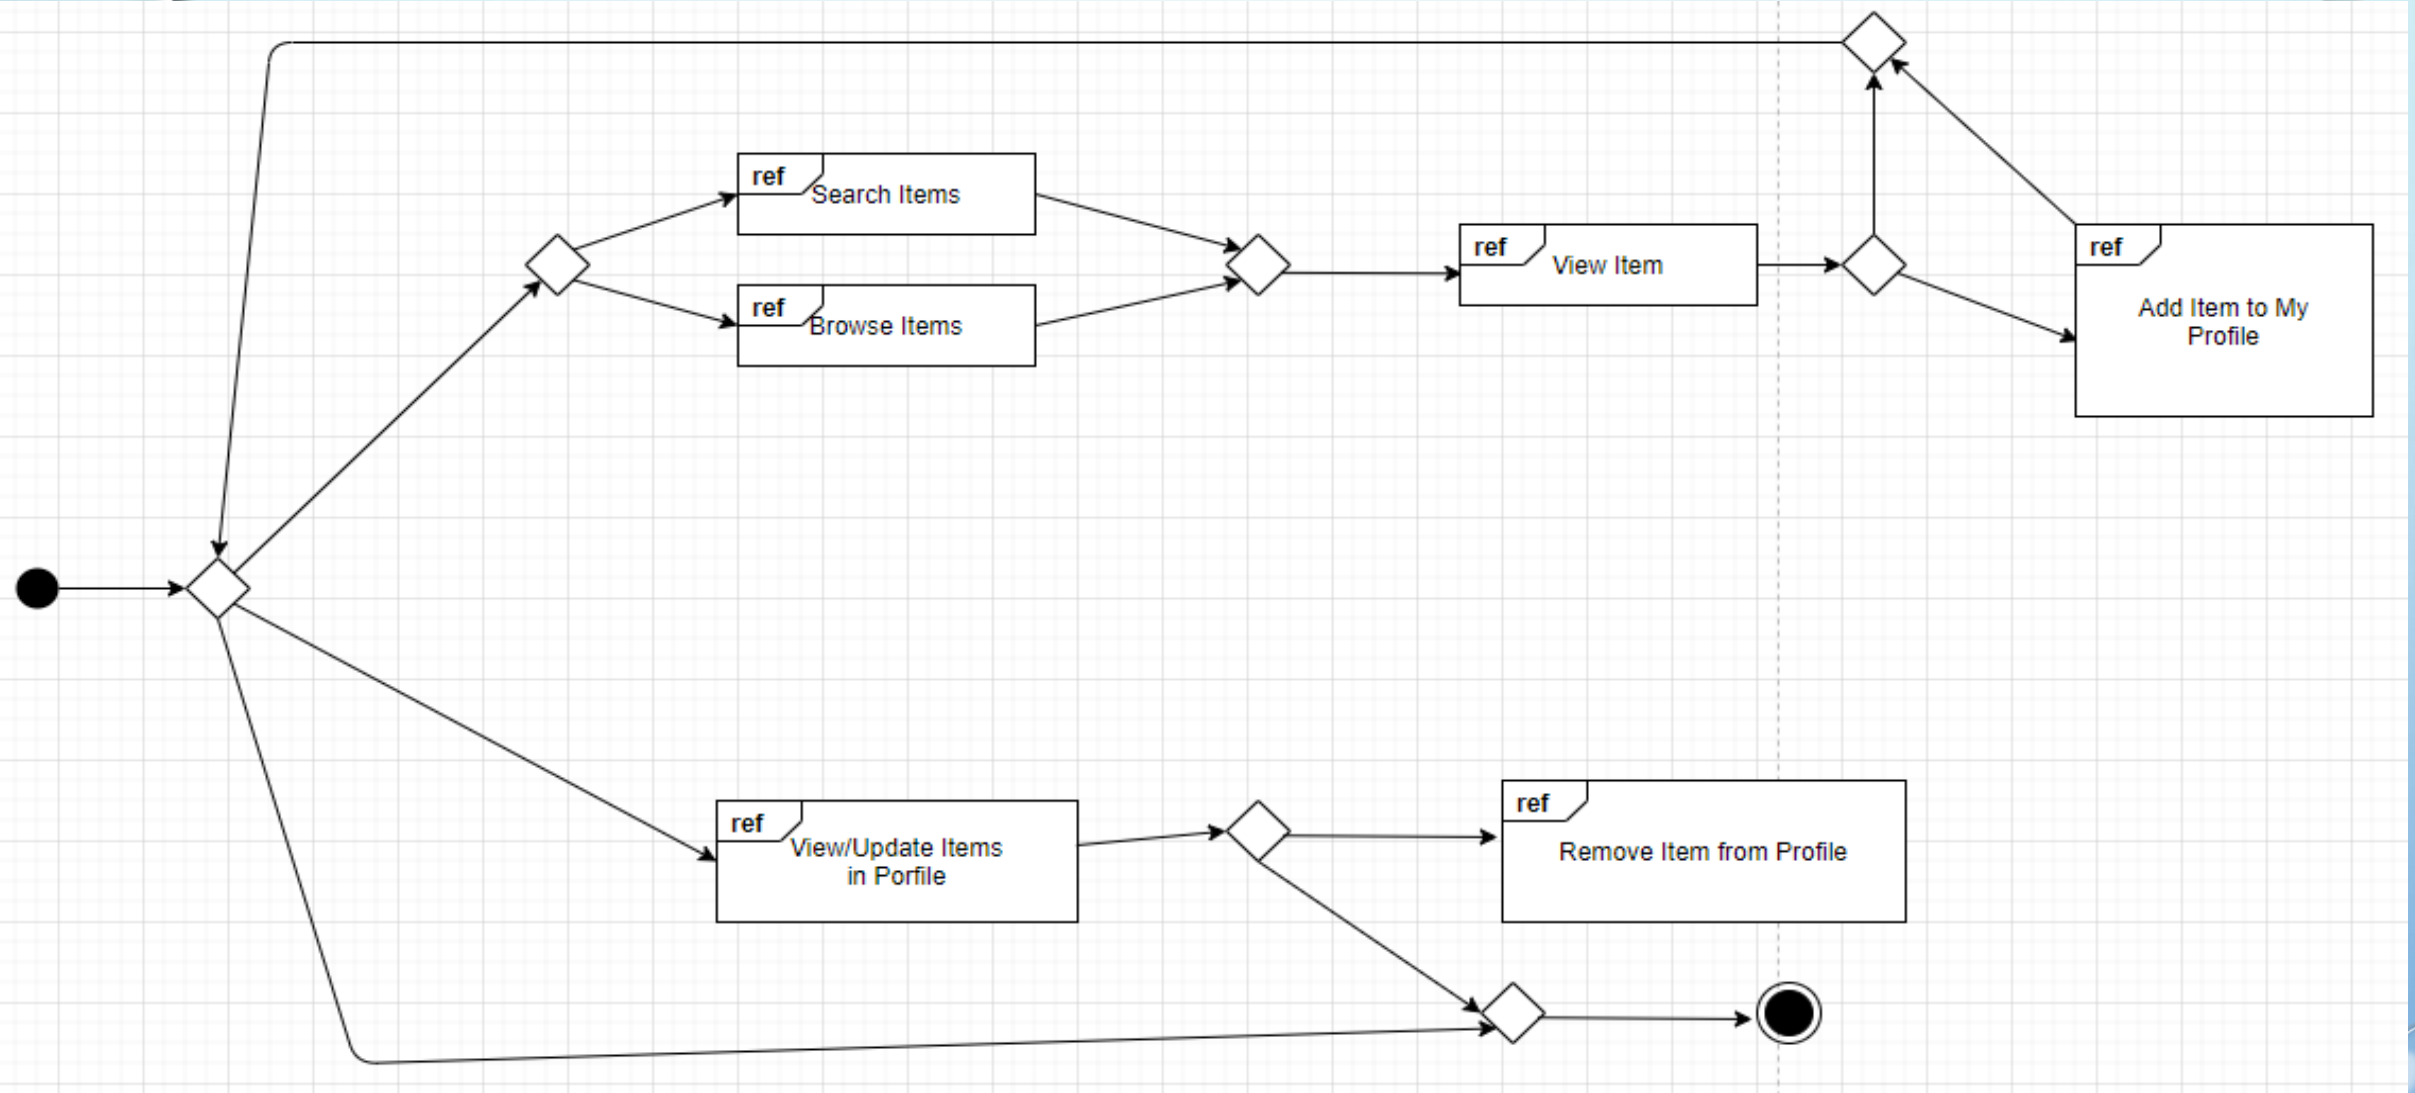 ref
Search Items
ref
Browse Items
ref
View Item
ref
Add Item to My
Profile
ref
View/Update Items
in Porfile
ref
Remove Item from Profile